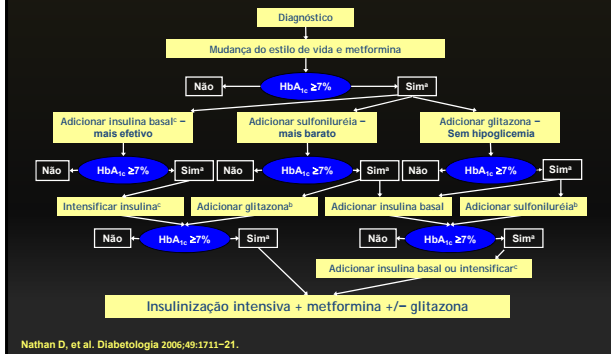 Diagnóstico
Mudança do estilo de vida e metformina
Não
HbA1c ≥7%
Simª
Adicionar insulina basalᶜ –
mais efetivo
Adicionar sulfoniluréia –
mais barato
Adicionar glitazona –
Sem hipoglicemia
Não
HbA1c ≥7%
Simª
Não
HbA1c ≥7%
Simª
Não
HbA1c ≥7%
Simª
Intensificar insulinaᶜ
Adicionar glitazonaᵇ
Adicionar insulina basal
Adicionar sulfoniluréiaᵇ
Não
HbA1c ≥7%
Simª
Não
HbA1c ≥7%
Simª
Adicionar insulina basal ou intensificarᶜ
Insulinização intensiva + metformina +/– glitazona
Nathan D, et al. Diabetologia 2006;49:1711–21.